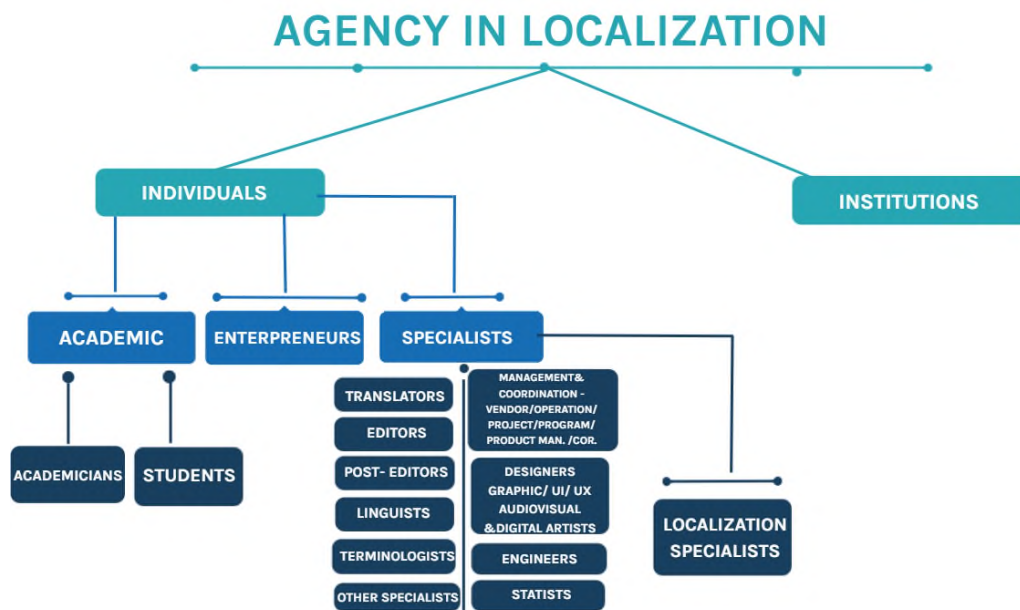 AGENCY IN LOCALIZATION
INDIVIDUALS
INSTITUTIONS
ACADEMIC
ENTERPRENEURS
SPECIALISTS
ACADEMICIANS
STUDENTS
TRANSLATORS
EDITORS
POST- EDITORS
LINGUISTS
TERMINOLOGISTS
OTHER SPECIALISTS
MANAGEMENT&
COORDINATION -
VENDOR/OPERATION/
PROJECT/PROGRAM/
PRODUCT MAN. /COR.
DESIGNERS
GRAPHIC/ UI/ UX
AUDIOVISUAL
&DIGITAL ARTISTS
ENGINEERS
STATISTS
LOCALIZATION
SPECIALISTS